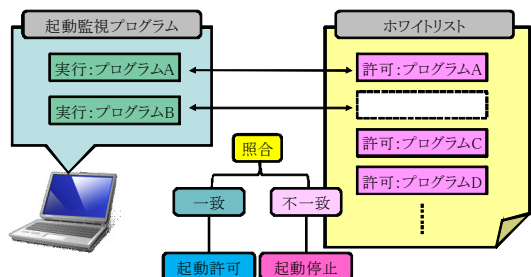 起動監視プログラム
ホワイトリスト
実行:プログラムA
許可:プログラムA
実行:プログラムB
照合
許可:プログラムC
許可:プログラムD
一致
不一致
起動許可
起動停止